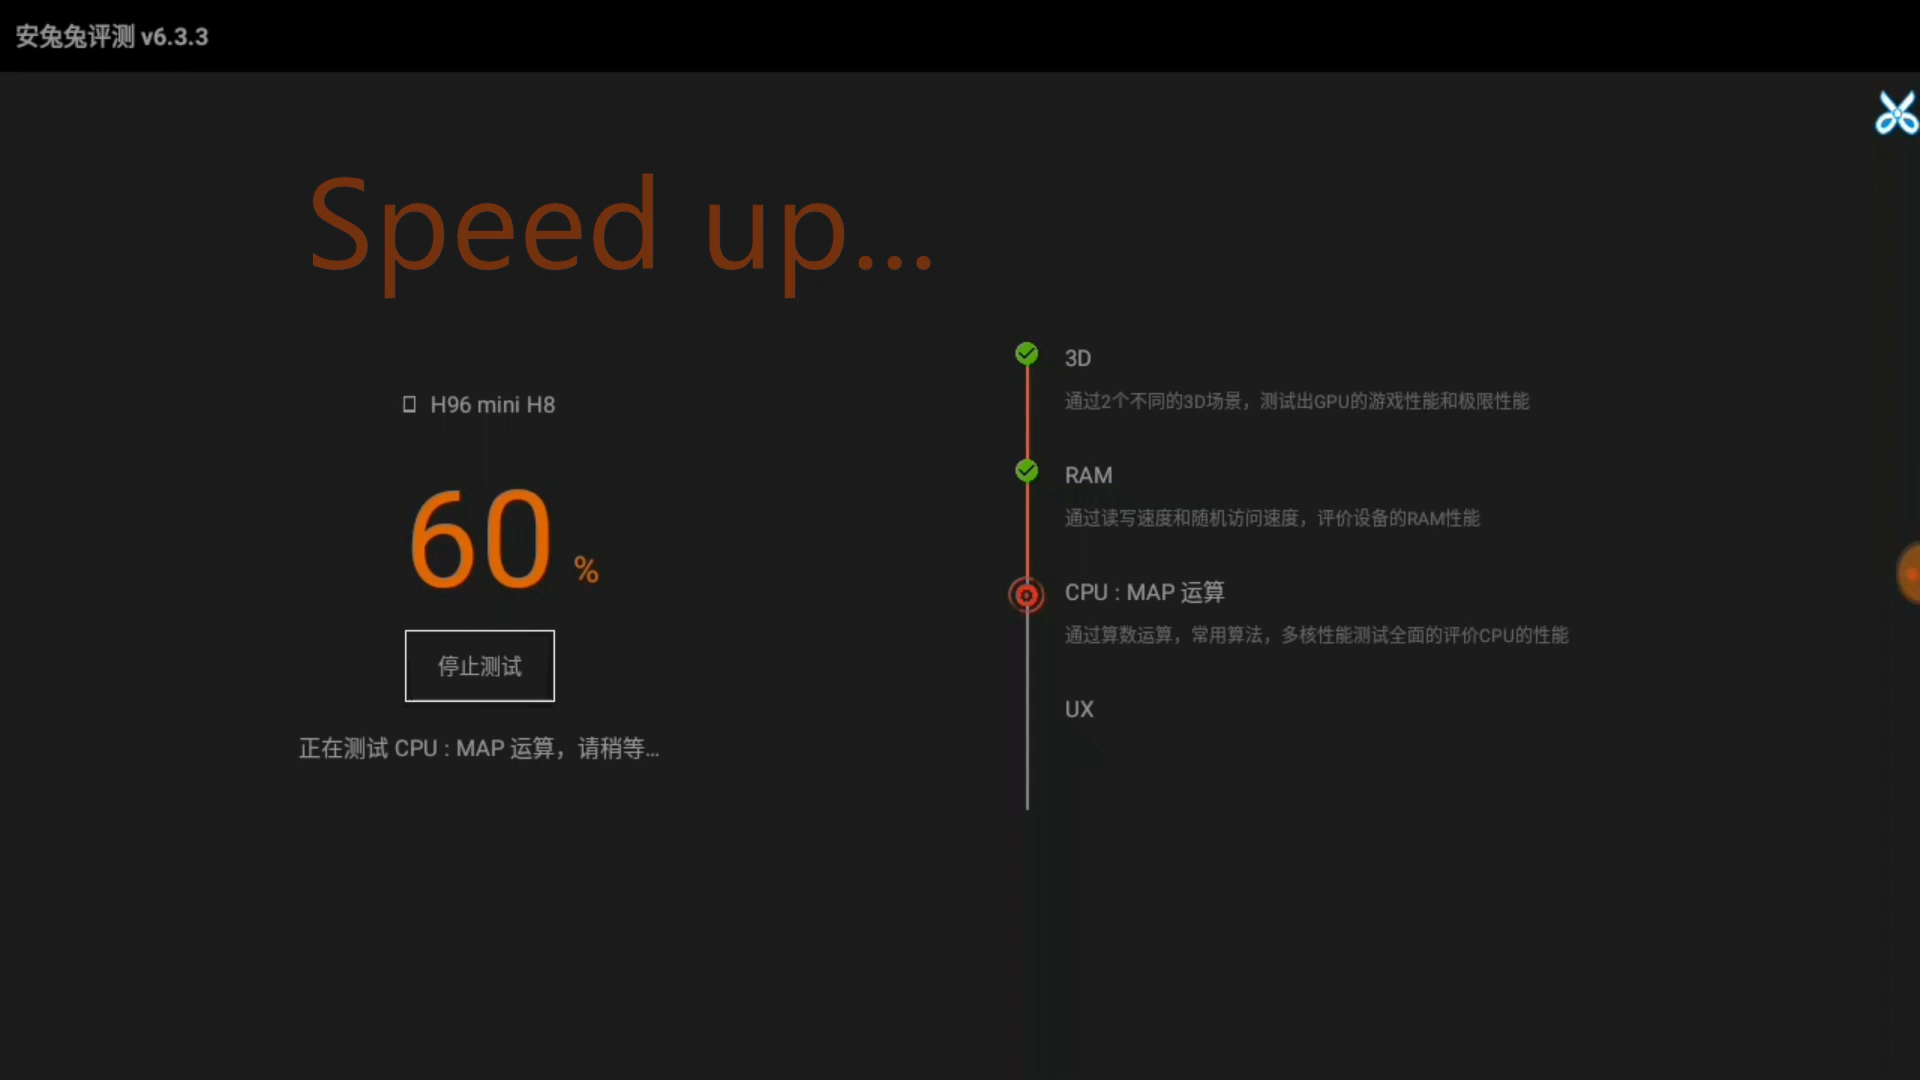 安兔兔评测 v6.3.3
Speed up...
H96 mini H8
60 %
停止测试
正在测试 CPU : MAP 运算，请稍等...
3D
通过2个不同的3D场景，测试出GPU的游戏性能和极限性能
RAM
通过读写速度和随机访问速度，评价设备的RAM性能
CPU : MAP 运算
通过算数运算，常用算法，多核性能测试全面的评价CPU的性能
UX